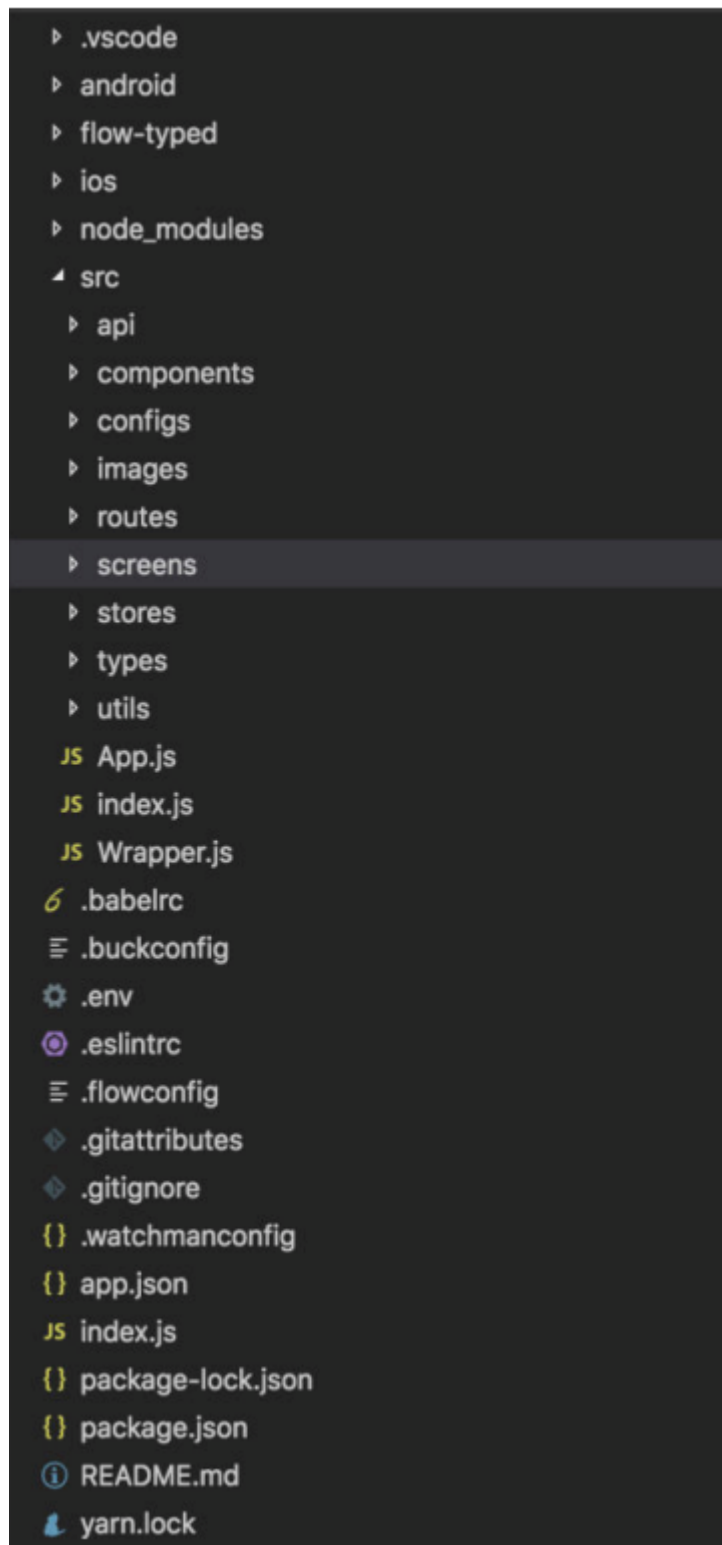 .vscode
android
flow-typed
ios
node_modules
src
api
components
configs
images
routes
screens
stores
types
utils
JS App.js
JS index.js
JS Wrapper.js
6 .babelrc
.buckconfig
.env
.eslintrc
.flowconfig
.gitattributes
.gitignore
{} .watchmanconfig
{} app.json
JS index.js
{} package-lock.json
{} package.json
README.md
yarn.lock